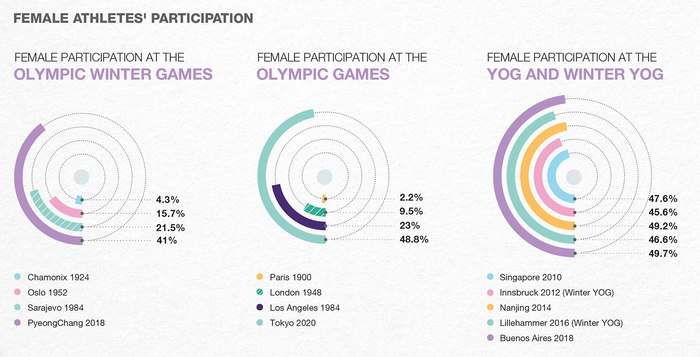 FEMALE ATHLETES' PARTICIPATION
FEMALE PARTICIPATION AT THE
OLYMPIC WINTER GAMES
4.3%
15.7%
21.5%
41%
Chamonix 1924
Oslo 1952
Sarajevo 1984
PyeongChang 2018
FEMALE PARTICIPATION AT THE
OLYMPIC GAMES
2.2%
9.5%
23%
48.8%
Paris 1900
London 1948
Los Angeles 1984
Tokyo 2020
FEMALE PARTICIPATION AT THE
YOG AND WINTER YOG
47.6%
45.6%
49.2%
46.6%
49.7%
Singapore 2010
Innsbruck 2012 (Winter YOG)
Nanjing 2014
Lillehammer 2016 (Winter YOG)
Buenos Aires 2018